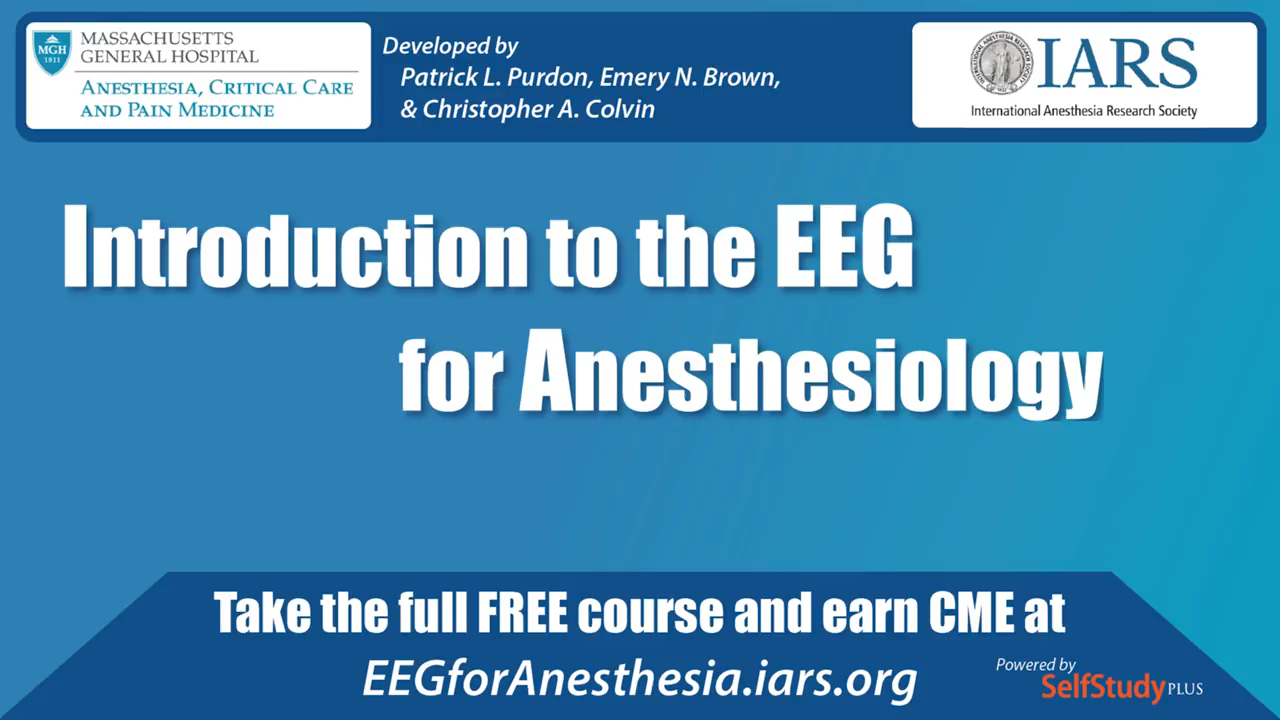 MGH
1811
MASSACHUSETTS
GENERAL HOSPITAL
ANESTHESIA, CRITICAL CARE
AND PAIN MEDICINE
Developed by
Patrick L. Purdon, Emery N. Brown,
& Christopher A. Colvin
IARS
International Anesthesia Research Society
Introduction to the EEG
for Anesthesiology
Take the full FREE course and earn CME at
EEGforAnesthesia.iars.org
Powered by
SelfStudy PLUS